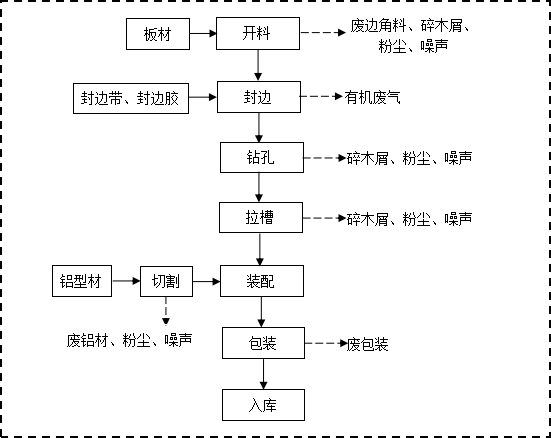 板材
开料
废边角料、碎木屑、
粉尘、噪声
封边带、封边胶
封边
有机废气
钻孔
碎木屑、粉尘、噪声
拉槽
碎木屑、粉尘、噪声
铝型材
切割
装配
废铝材、粉尘、噪声
包装
废包装
入库